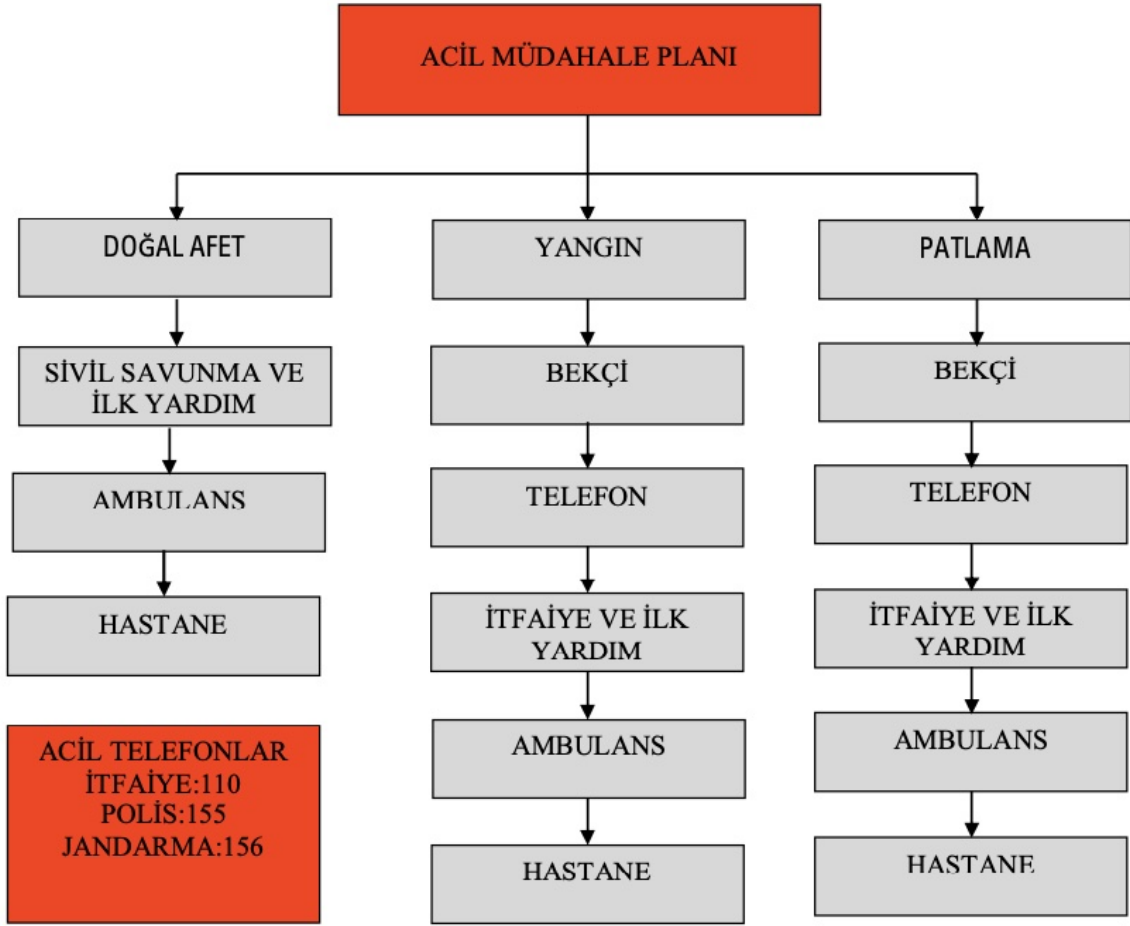 ACİL MÜDAHALE PLANI
DOĞAL AFET
SİVİL SAVUNMA VE
İLK YARDIM
AMBULANS
HASTANE
YANGIN
BEKÇİ
TELEFON
İTFAİYE VE İLK
YARDIM
AMBULANS
HASTANE
PATLAMA
BEKÇİ
TELEFON
İTFAİYE VE İLK
YARDIM
AMBULANS
HASTANE
ACİL TELEFONLAR
İTFAİYE:110
POLİS:155
JANDARMA:156